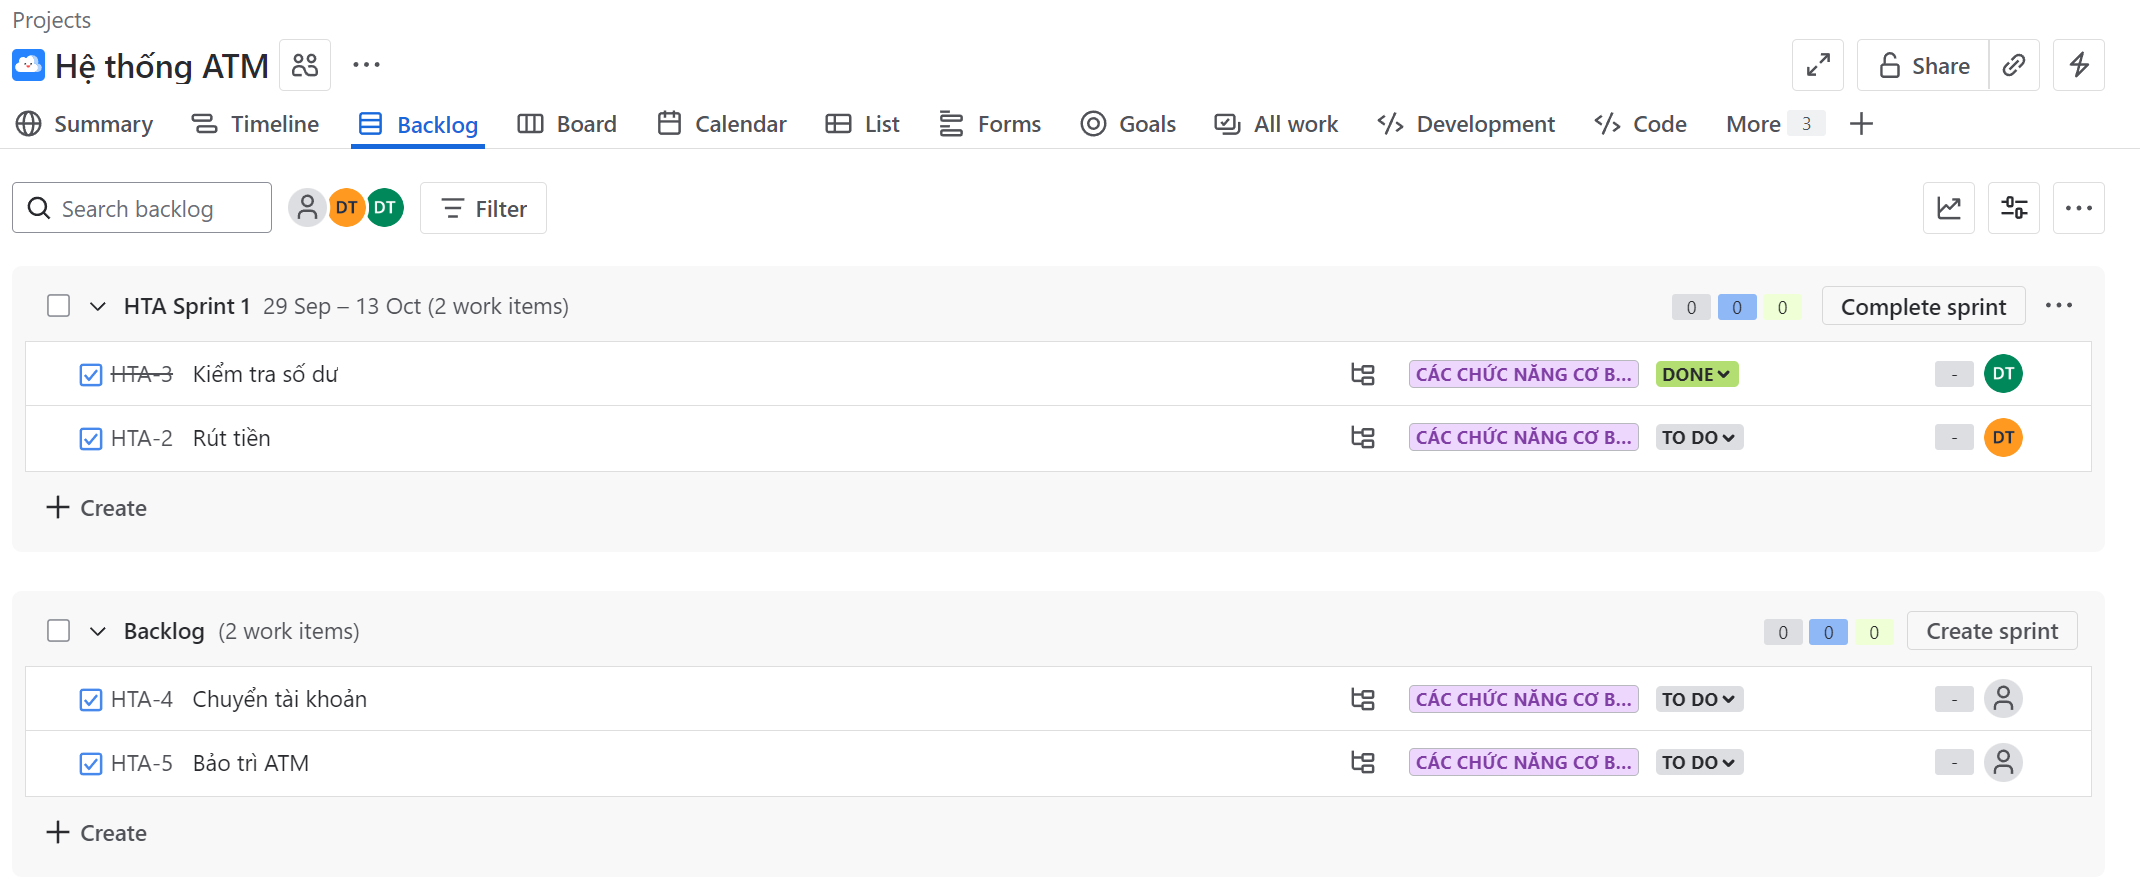 Projects
Hệ thống ATM
Share
Summary Timeline Backlog Board Calendar List Forms Goals All work Development Code More 3
Search backlog DT DT Filter
HTA Sprint 1 29 Sep – 13 Oct (2 work items) 0 0 0 Complete sprint
HTA-3 Kiểm tra số dư CÁC CHỨC NĂNG CƠ B... DONE - DT
HTA-2 Rút tiền CÁC CHỨC NĂNG CƠ B... TO DO - DT
Create
Backlog (2 work items) 0 0 0 Create sprint
HTA-4 Chuyển tài khoản CÁC CHỨC NĂNG CƠ B... TO DO -
HTA-5 Bảo trì ATM CÁC CHỨC NĂNG CƠ B... TO DO -
Create